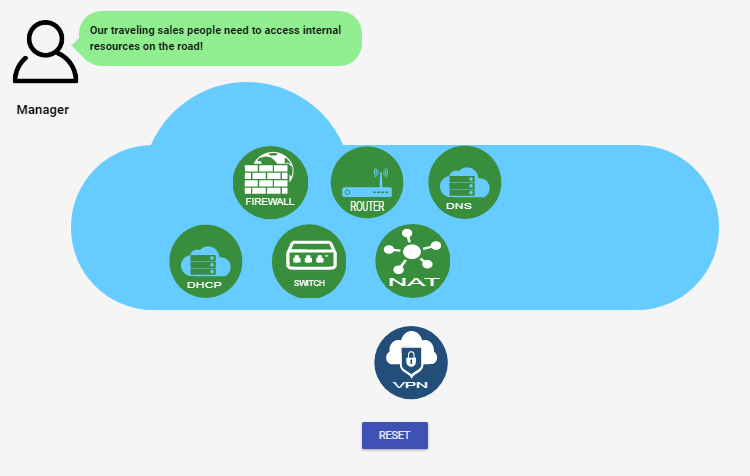 Our traveling sales people need to access internal
resources on the road!
Manager
FIREWALL
ROUTER
DNS
DHCP
SWITCH
NAT
VPN
RESET